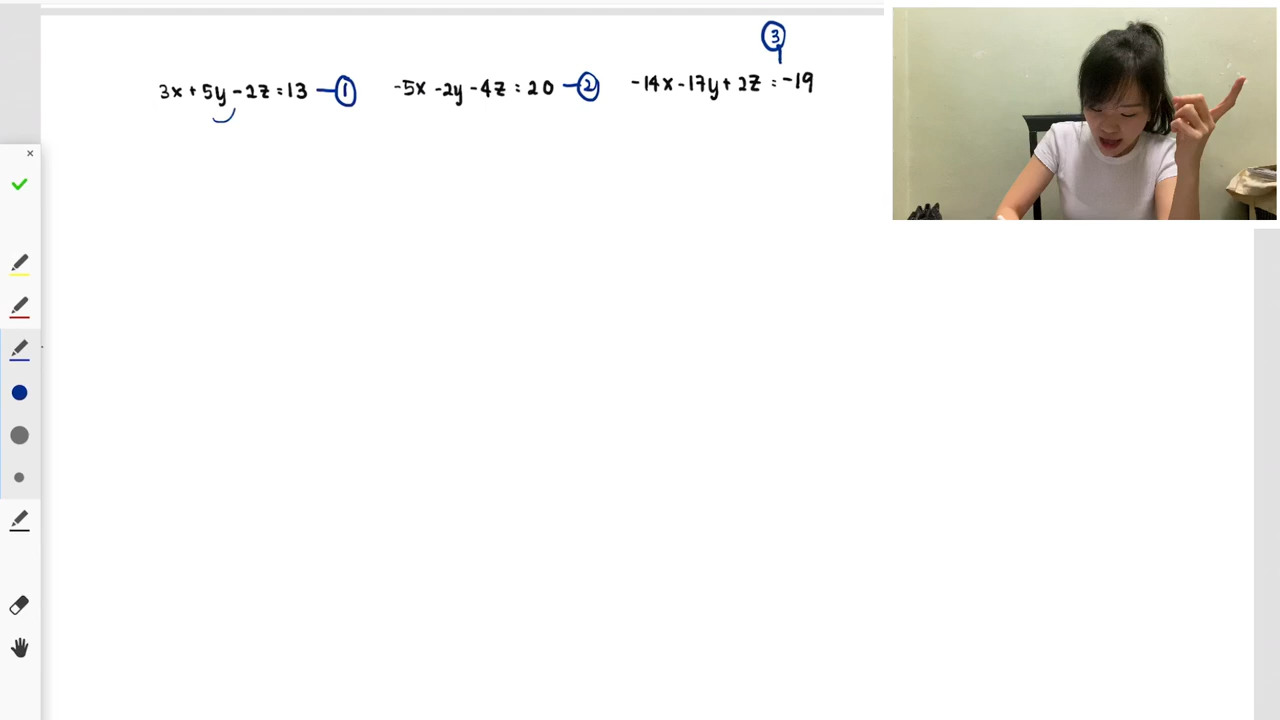 3
3x + 5y - 2z = 13 — 1 -5x - 2y - 4z = 20 — 2 -14x - 17y + 2z = -19